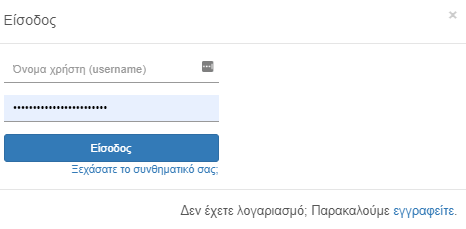 Είσοδος
×
Όνομα χρήστη (username)
••••••••••••••••••••••••
Είσοδος
Ξεχάσατε το συνθηματικό σας;
Δεν έχετε λογαριασμό; Παρακαλούμε εγγραφείτε.